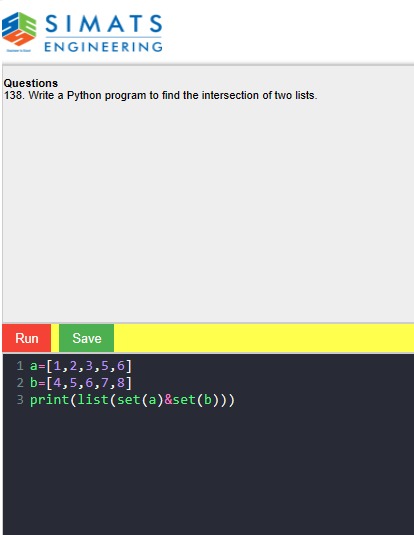 SIMATS
ENGINEERING
Questions
138. Write a Python program to find the intersection of two lists.
Run Save
1 a=[1,2,3,5,6]
2 b=[4,5,6,7,8]
3 print(list(set(a)&set(b)))